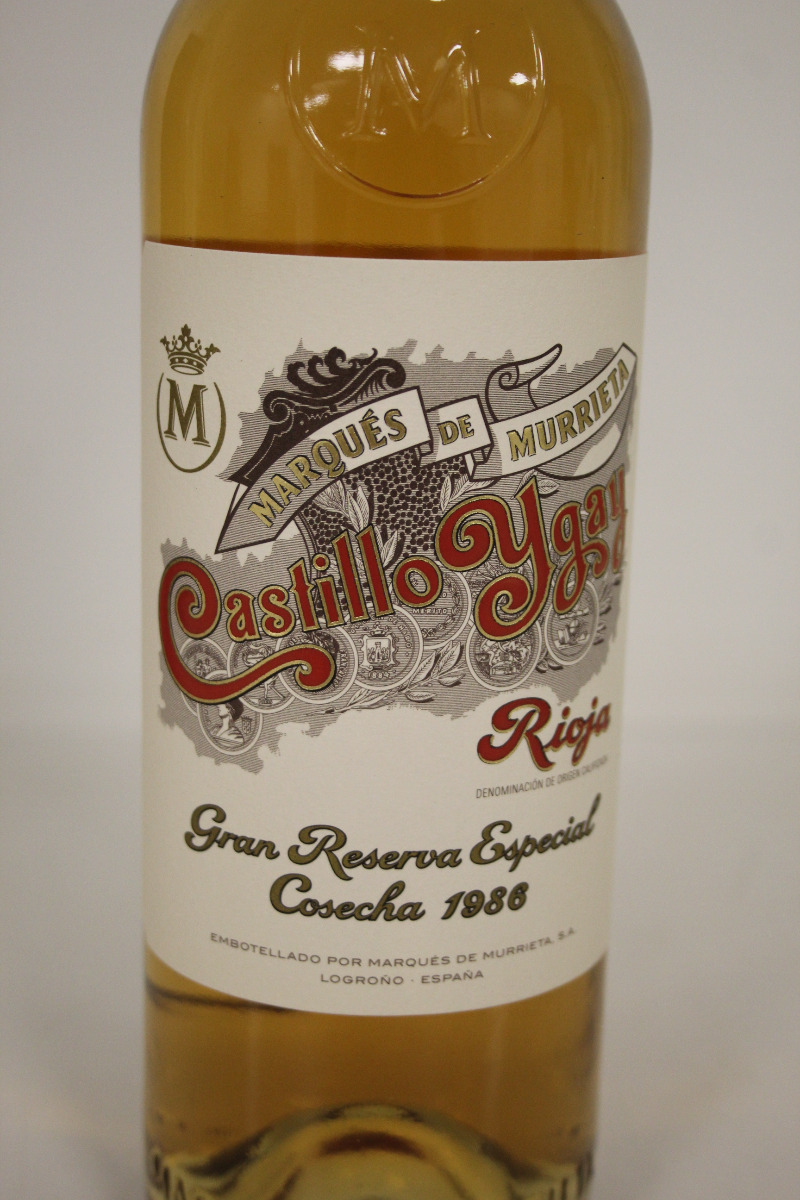 M
M
MARQUÉS DE MURRIETA
Castillo Ygay
MERITO
Rioja
DENOMINACIÓN DE ORIGEN CALIFICADA
Gran Reserva Especial
Cosecha 1986
EMBOTELLADO POR MARQUÉS DE MURRIETA, S.A.
LOGROÑO · ESPAÑA